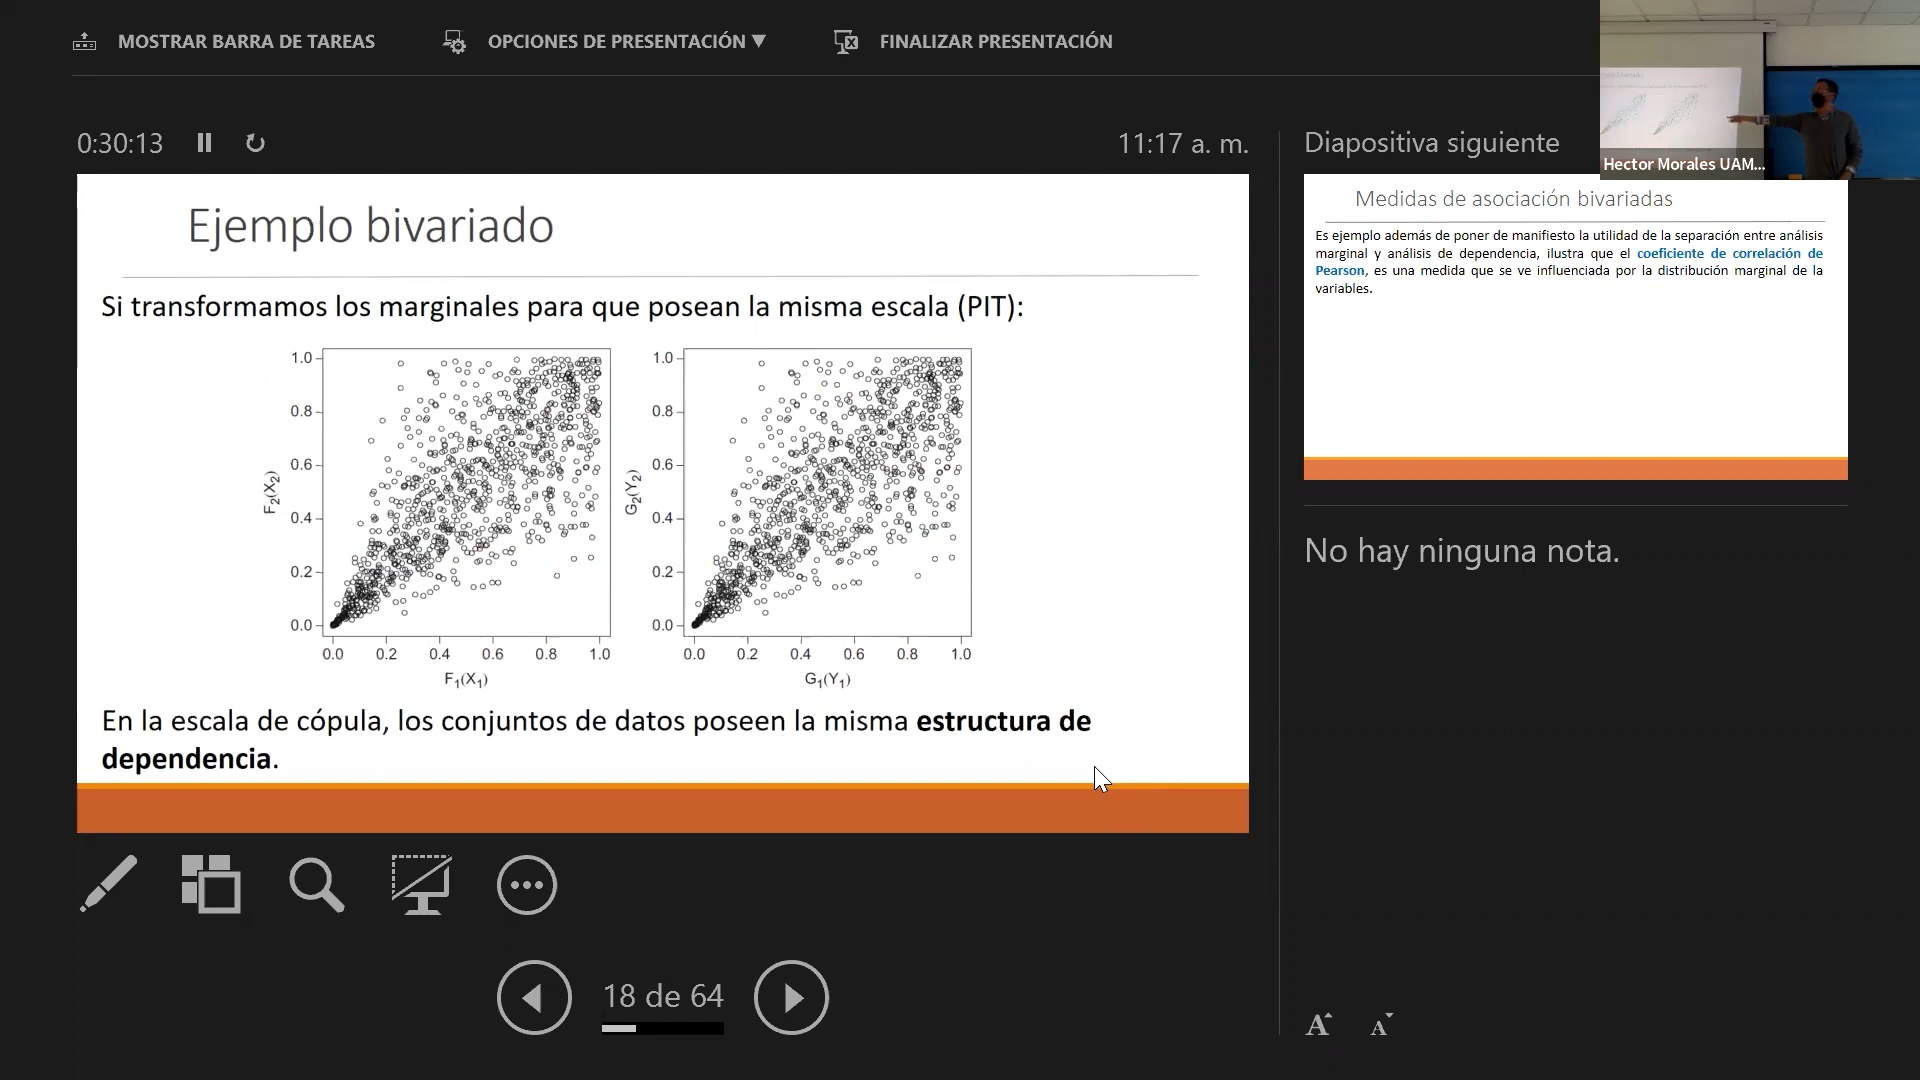 MOSTRAR BARRA DE TAREAS
OPCIONES DE PRESENTACIÓN
FINALIZAR PRESENTACIÓN
0:30:13
11:17 a. m.
Diapositiva siguiente
Hector Morales UAM...
Ejemplo bivariado
Si transformamos los marginales para que posean la misma escala (PIT):
1.0
0.8
0.6
0.4
0.2
0.0
F2(X2)
0.0 0.2 0.4 0.6 0.8 1.0
F1(X1)
1.0
0.8
0.6
0.4
0.2
0.0
G2(Y2)
0.0 0.2 0.4 0.6 0.8 1.0
G1(Y1)
En la escala de cópula, los conjuntos de datos poseen la misma estructura de
dependencia.
Medidas de asociación bivariadas
Es ejemplo además de poner de manifiesto la utilidad de la separación entre análisis
marginal y análisis de dependencia, ilustra que el coeficiente de correlación de
Pearson, es una medida que se ve influenciada por la distribución marginal de la
variables.
No hay ninguna nota.
18 de 64
A A